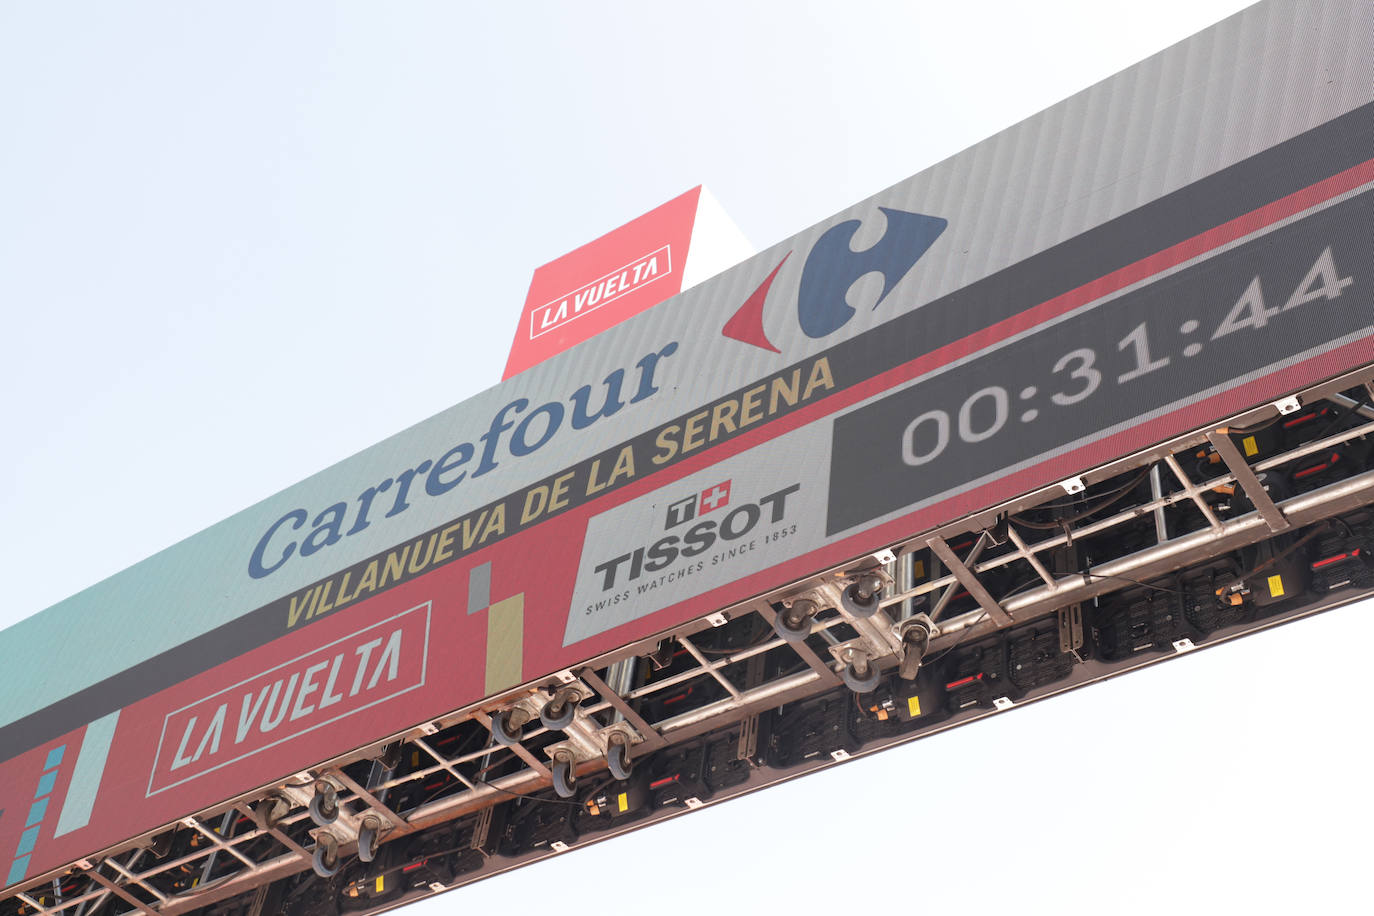 LA VUELTA
Carrefour
VILLANUEVA DE LA SERENA
00:31:44
T+
TISSOT
SWISS WATCHES SINCE 1853
LA VUELTA